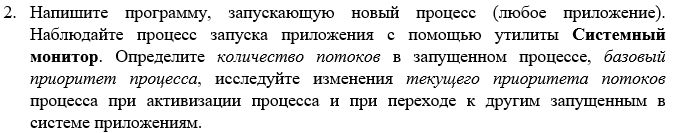 2. Напишите программу, запускающую новый процесс (любое приложение).
Наблюдайте процесс запуска приложения с помощью утилиты Системный
монитор. Определите количество потоков в запущенном процессе, базовый
приоритет процесса, исследуйте изменения текущего приоритета потоков
процесса при активизации процесса и при переходе к другим запущенным в
системе приложениям.